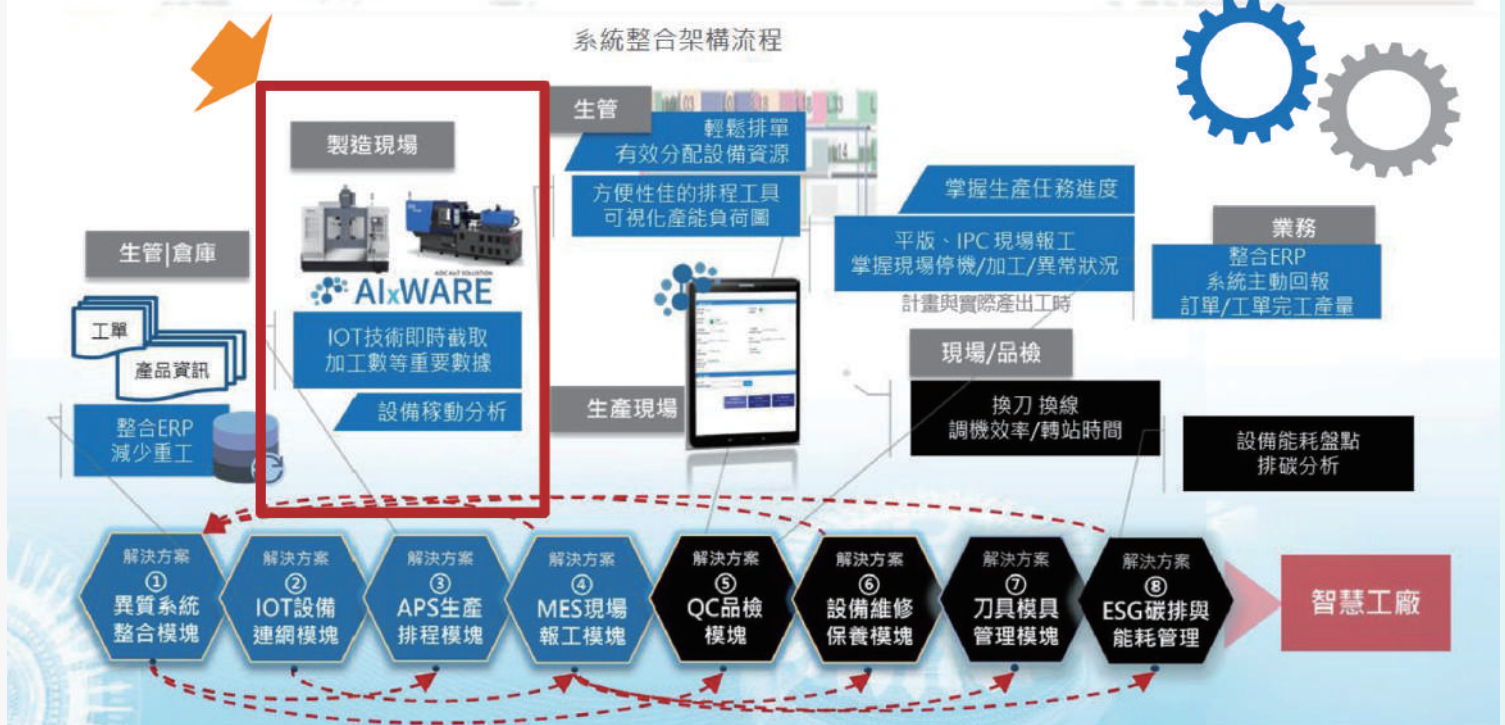 系統整合架構流程
生管|倉庫
工單
產品資訊
整合ERP
減少重工
製造現場
AIxWARE
IOT技術即時截取
加工數等重要數據
設備稼動分析
生管
輕鬆排單
有效分配設備資源
方便性佳的排程工具
可視化產能負荷圖
生產現場
掌握生產任務進度
平版、IPC 現場報工
掌握現場停機/加工/異常狀況
計畫與實際產出工時
現場/品檢
換刀 換線
調機效率/轉站時間
業務
整合ERP
系統主動回報
訂單/工單完工產量
設備能耗盤點
排碳分析
解決方案
①
異質系統
整合模塊
解決方案
②
IOT設備
連網模塊
解決方案
③
APS生產
排程模塊
解決方案
④
MES現場
報工模塊
解決方案
⑤
QC品檢
模塊
解決方案
⑥
設備維修
保養模塊
解決方案
⑦
刀具模具
管理模塊
解決方案
⑧
ESG碳排與
能耗管理
智慧工廠